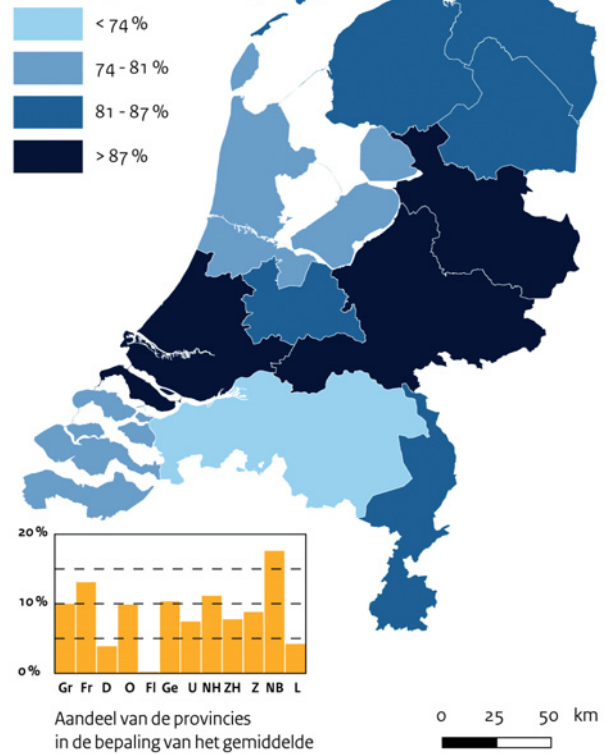 < 74 %
74 - 81 %
81 - 87 %
> 87 %
20 %
10 %
0 %
Gr Fr D O Fl Ge U NH ZH Z NB L
Aandeel van de provincies
in de bepaling van het gemiddelde
0 25 50 km